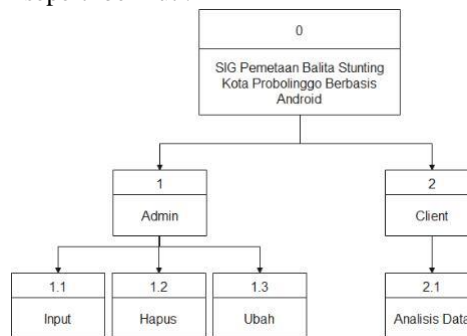 0
SIG Pemetaan Balita Stunting
Kota Probolinggo Berbasis
Android
1
2
Admin
Client
1.1
1.2
1.3
2.1
Input
Hapus
Ubah
Analisis Data